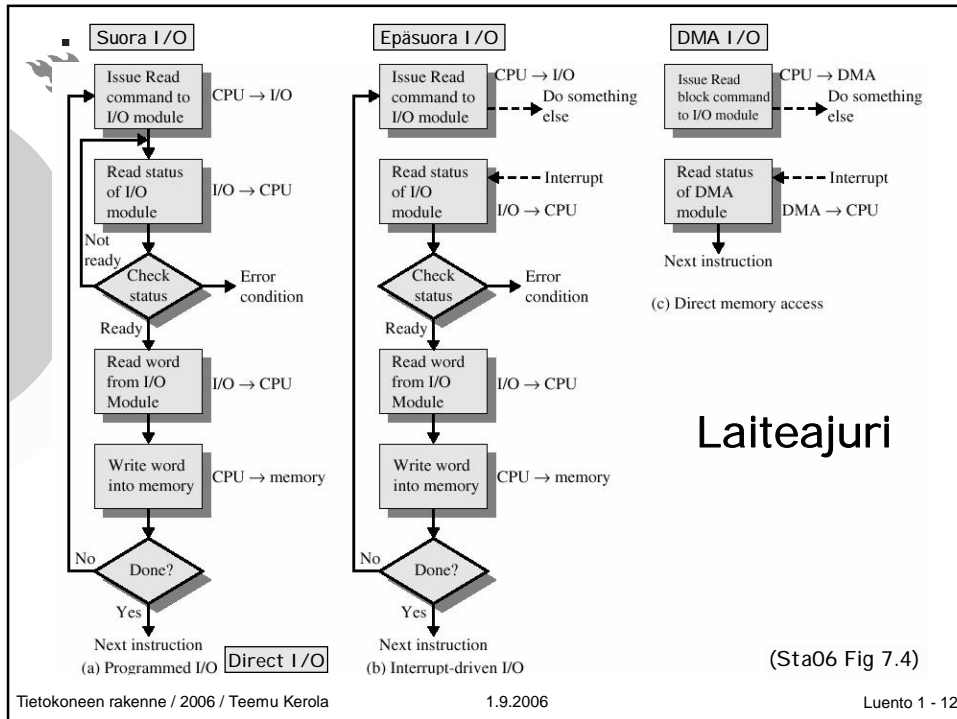 Suora I/O
Issue Read
command to
I/O module
CPU → I/O
Read status
of I/O
module
I/O → CPU
Not
ready
Check
status
Error
condition
Ready
Read word
from I/O
Module
I/O → CPU
Write word
into memory
CPU → memory
No
Done?
Yes
Next instruction
(a) Programmed I/O
Direct I/O
Epäsuora I/O
Issue Read
command to
I/O module
CPU → I/O
Do something
else
Read status
of I/O
module
Interrupt
I/O → CPU
Check
status
Error
condition
Ready
Read word
from I/O
Module
I/O → CPU
Write word
into memory
CPU → memory
No
Done?
Yes
Next instruction
(b) Interrupt-driven I/O
DMA I/O
Issue Read
block command
to I/O module
CPU → DMA
Do something
else
Read status
of DMA
module
Interrupt
DMA → CPU
Next instruction
(c) Direct memory access
Laiteajuri
(Sta06 Fig 7.4)
Tietokoneen rakenne / 2006 / Teemu Kerola
1.9.2006
Luento 1 - 12